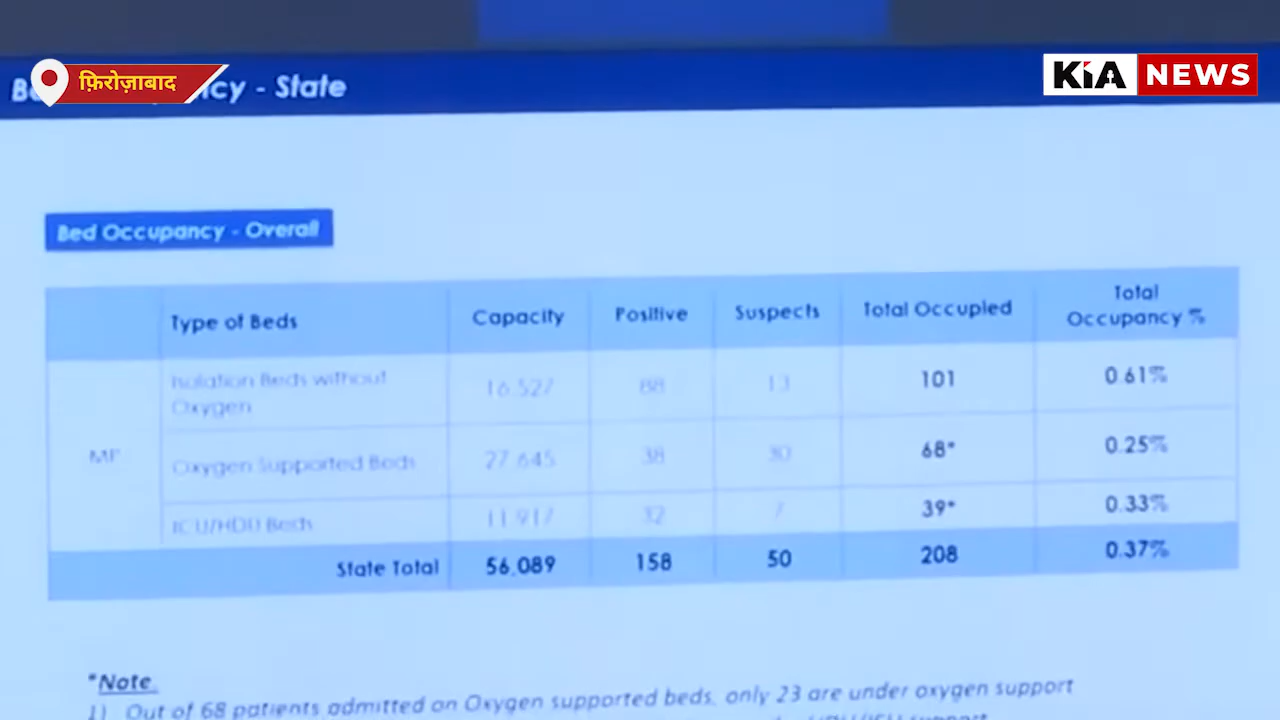 फ़िरोज़ाबाद
KIA NEWS
- State
Bed Occupancy - Overall
Type of Beds Capacity Positive Suspects Total Occupied Total Occupancy %
MP
Isolation Beds without Oxygen 16,527 88 13 101 0.61%
Oxygen Supported Beds 27,645 38 30 68* 0.25%
ICU/HDU Beds 11,917 32 7 39* 0.33%
State Total 56,089 158 50 208 0.37%
*Note
1) Out of 68 patients admitted on Oxygen supported beds, only 23 are under oxygen support
support